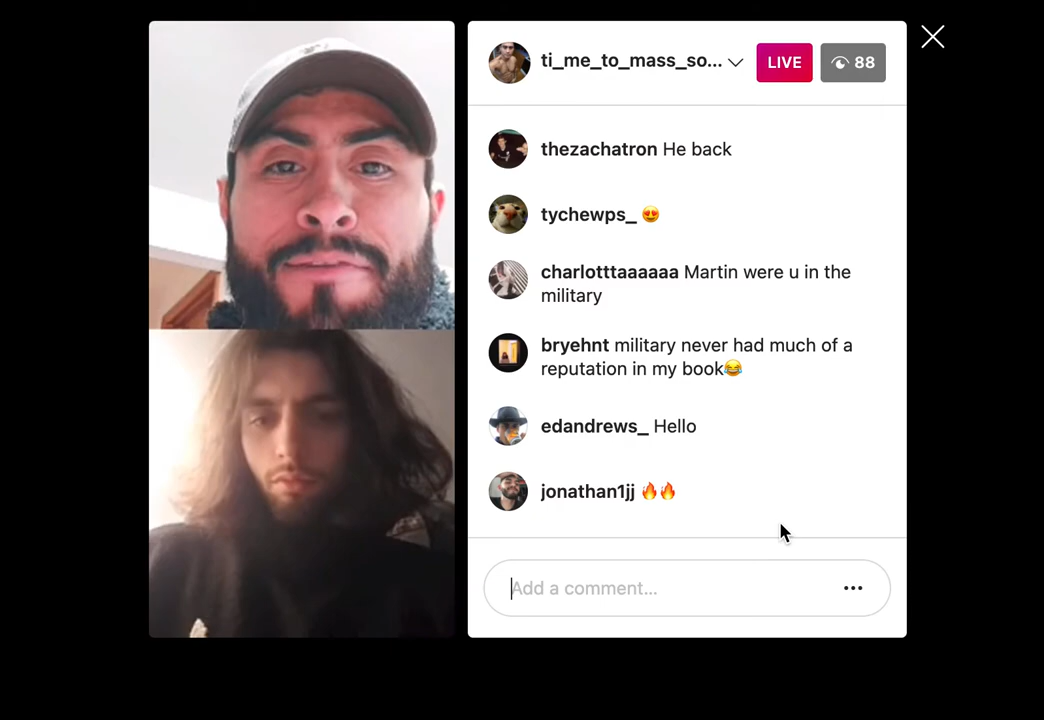 ti_me_to_mass_so... LIVE 88
thezachatron He back
tychewps_ 😍
charlotttaaaaaa Martin were u in the
military
bryehnt military never had much of a
reputation in my book😂
edandrews_ Hello
jonathan1jj 🔥🔥
Add a comment...